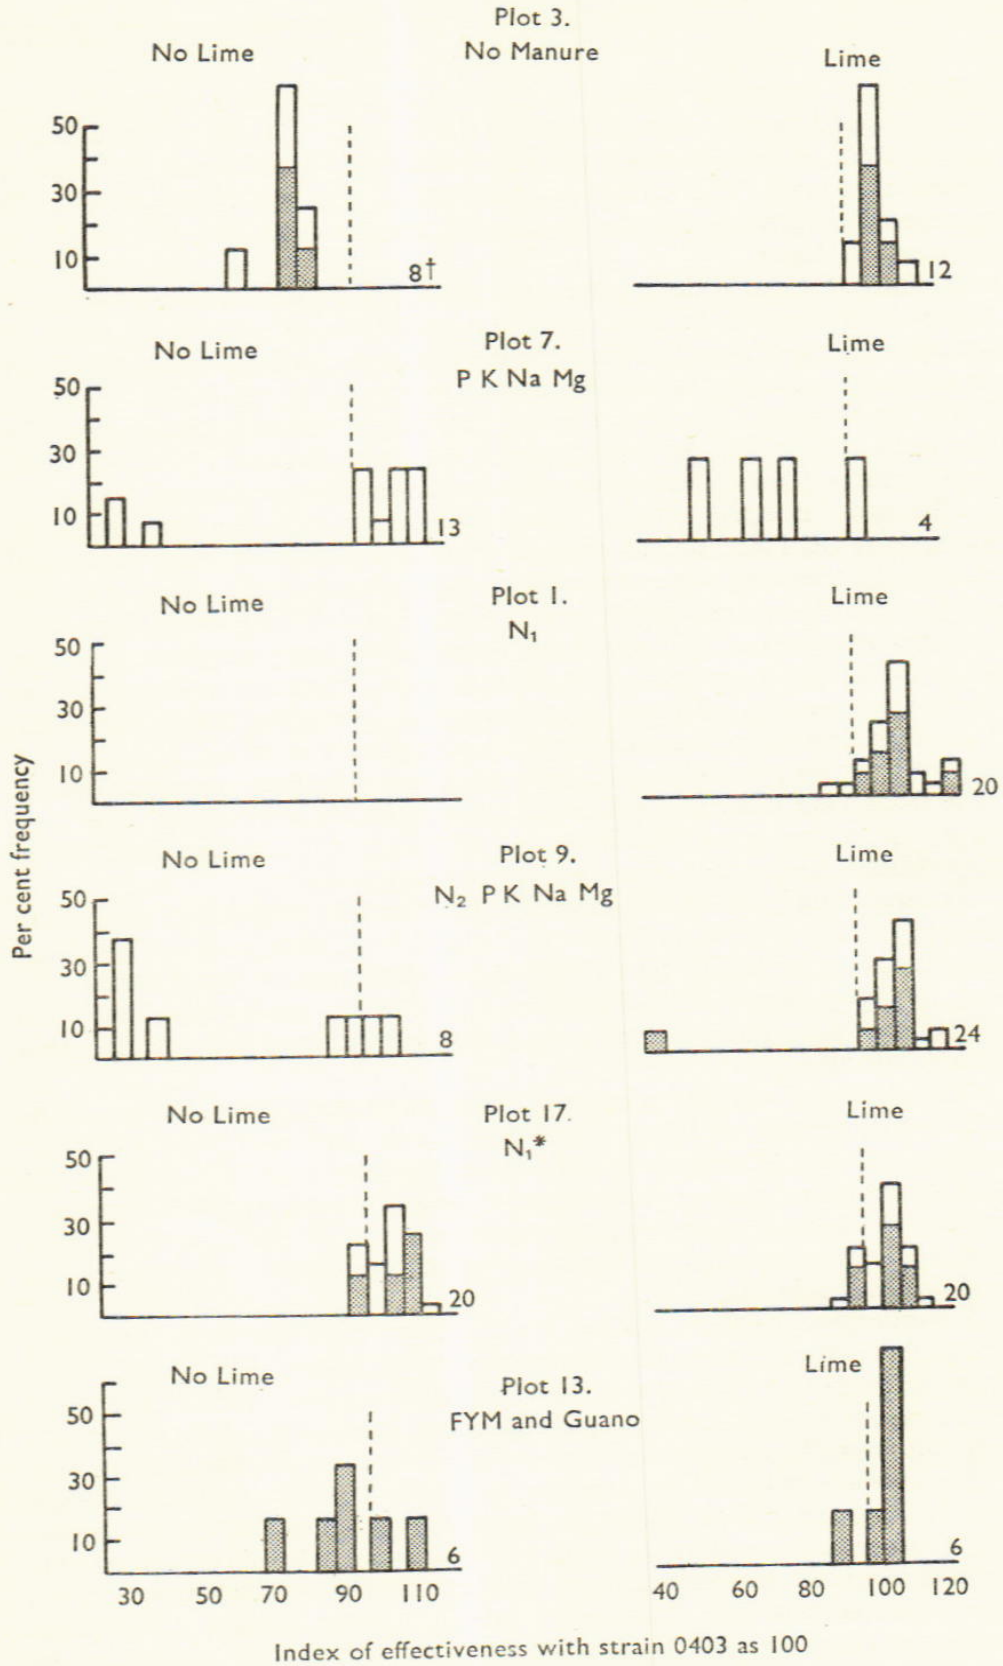 Plot 3.
No Lime
No Manure
Lime
50
30
10
8†
12
No Lime
Plot 7.
P K Na Mg
Lime
50
30
10
13
4
No Lime
Plot 1.
N₁
Lime
50
30
10
20
No Lime
Plot 9.
N₂ P K Na Mg
Lime
50
30
10
8
24
No Lime
Plot 17.
N₁*
Lime
50
30
10
20
20
No Lime
Plot 13.
FYM and Guano
Lime
50
30
10
6
6
30 50 70 90 110
40 60 80 100 120
Per cent frequency
Index of effectiveness with strain 0403 as 100